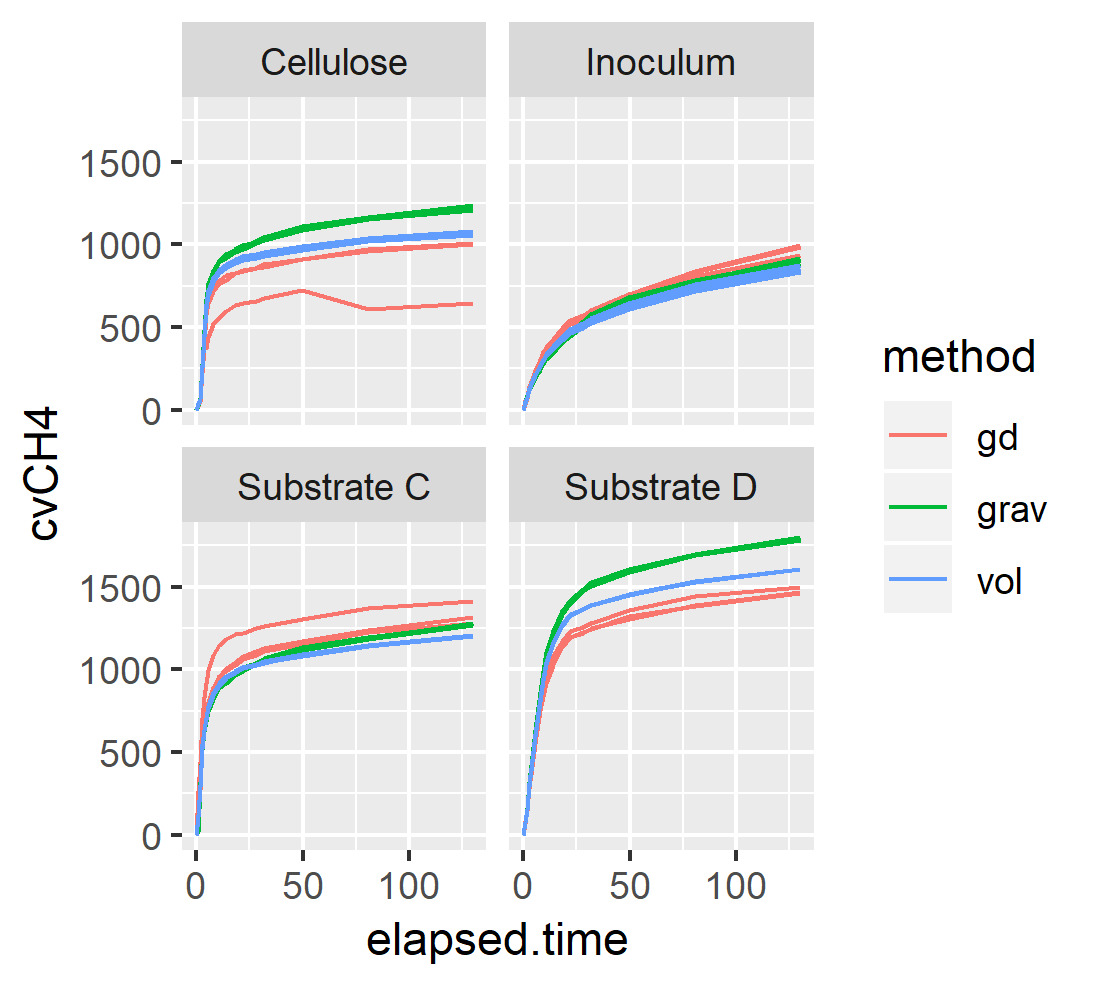 Cellulose
Inoculum
1500
1000
500
0
Substrate C
Substrate D
1500
1000
500
0
0 50 100
0 50 100
elapsed.time
cvCH4
method
gd
grav
vol